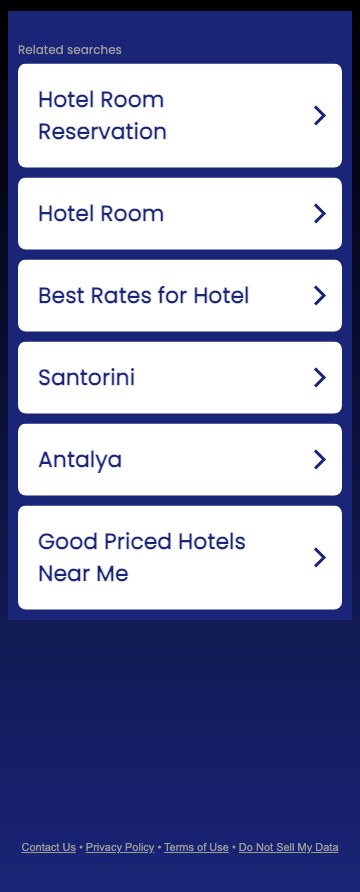 Related searches
Hotel Room
Reservation
Hotel Room
Best Rates for Hotel
Santorini
Antalya
Good Priced Hotels
Near Me
Contact Us • Privacy Policy • Terms of Use • Do Not Sell My Data